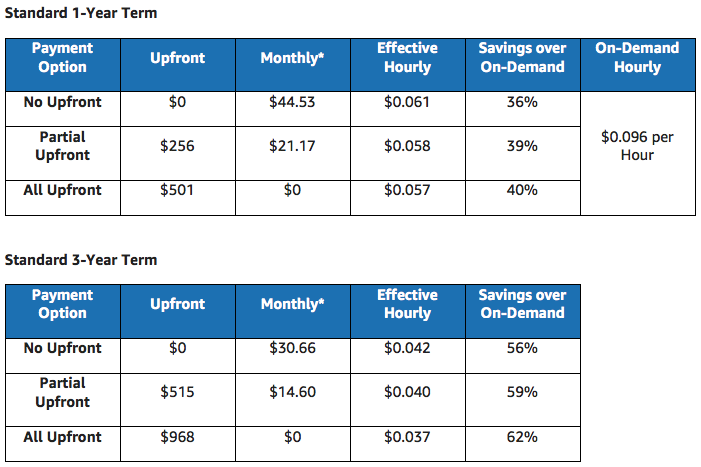 Standard 1-Year Term
Payment Option Upfront Monthly* Effective Hourly Savings over On-Demand On-Demand Hourly
No Upfront $0 $44.53 $0.061 36% $0.096 per Hour
Partial Upfront $256 $21.17 $0.058 39%
All Upfront $501 $0 $0.057 40%
Standard 3-Year Term
Payment Option Upfront Monthly* Effective Hourly Savings over On-Demand
No Upfront $0 $30.66 $0.042 56%
Partial Upfront $515 $14.60 $0.040 59%
All Upfront $968 $0 $0.037 62%